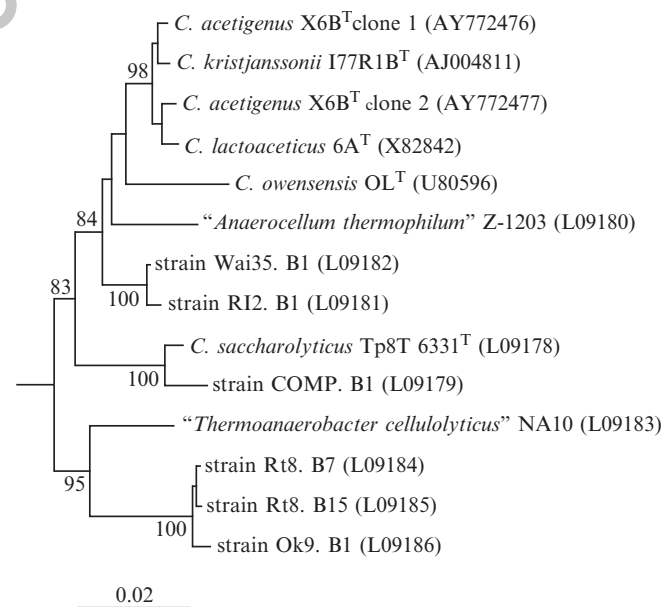 C. acetigenus X6BᵀClone 1 (AY772476)
C. kristjanssonii I77R1Bᵀ (AJ004811)
98
C. acetigenus X6Bᵀ clone 2 (AY772477)
C. lactoaceticus 6Aᵀ (X82842)
C. owensensis OLᵀ (U80596)
84
“Anaerocellum thermophilum” Z-1203 (L09180)
strain Wai35. B1 (L09182)
83
100
strain RI2. B1 (L09181)
C. saccharolyticus Tp8T 6331ᵀ (L09178)
100
strain COMP. B1 (L09179)
“Thermoanaerobacter cellulolyticus” NA10 (L09183)
95
strain Rt8. B7 (L09184)
strain Rt8. B15 (L09185)
100
strain Ok9. B1 (L09186)
0.02